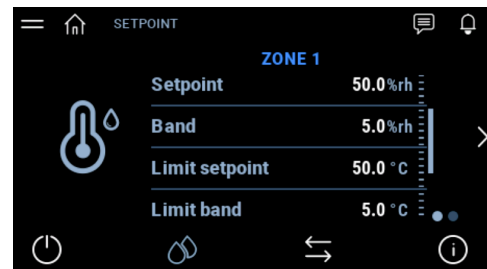 SETPOINT
ZONE 1
Setpoint 50.0%rh
Band 5.0%rh
Limit setpoint 50.0 °C
Limit band 5.0 °C